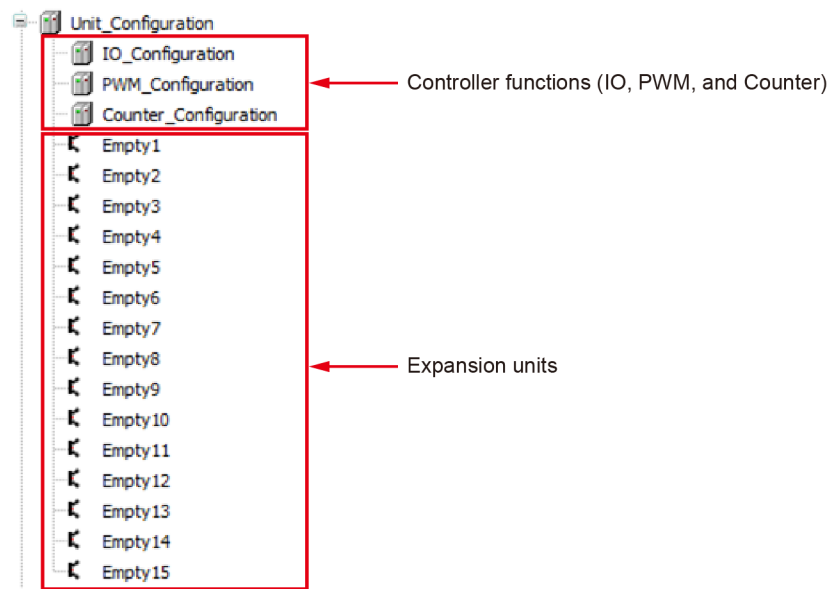 Unit_Configuration
IO_Configuration
PWM_Configuration
Counter_Configuration
Controller functions (IO, PWM, and Counter)
Empty1
Empty2
Empty3
Empty4
Empty5
Empty6
Empty7
Empty8
Expansion units
Empty9
Empty10
Empty11
Empty12
Empty13
Empty14
Empty15